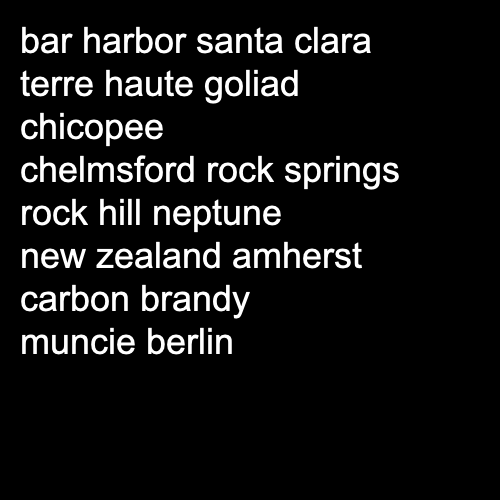 bar harbor santa clara
terre haute goliad
chicopee
chelmsford rock springs
rock hill neptune
new zealand amherst
carbon brandy
muncie berlin